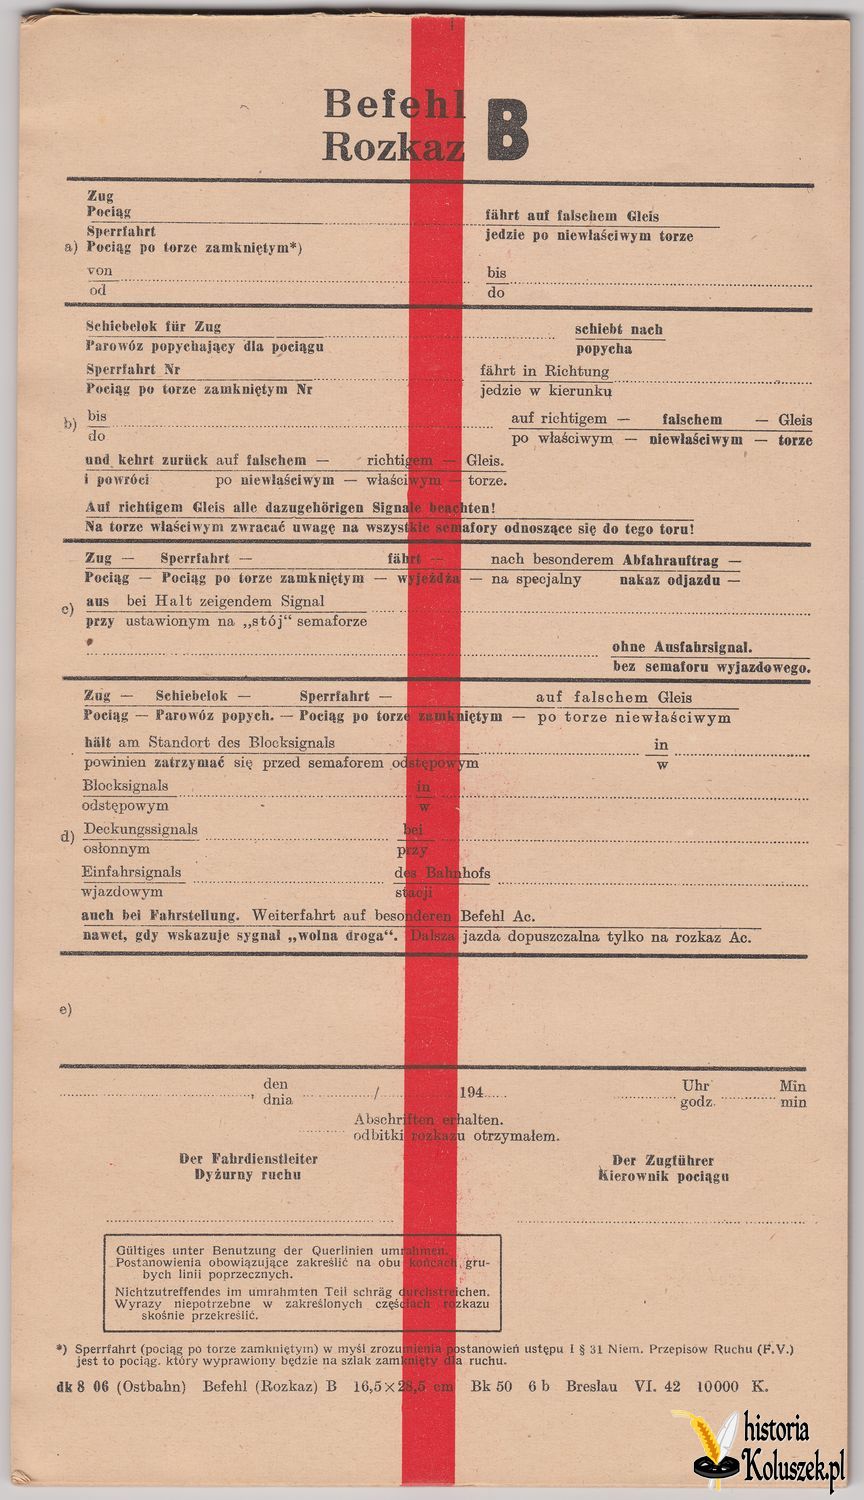 Befehl
Rozkaz B
Zug
Pociąg fährt auf falschem Gleis
Sperrfahrt jedzie po niewłaściwym torze
a) Pociąg po torze zamkniętym*)
von bis
od do
Schiebelok für Zug schiebt nach
Parowóz popychający dla pociągu popycha
Sperrfahrt Nr fährt in Richtung
Pociąg po torze zamkniętym Nr jedzie w kierunku
b) bis auf richtigem — falschem — Gleis
do po właściwym — niewłaściwym — torze
und kehrt zurück auf falschem — richtigem — Gleis.
i powróci po niewłaściwym — właściwym — torze.
Auf richtigem Gleis alle dazugehörigen Signale beachten!
Na torze właściwym zwracać uwagę na wszystkie semafory odnoszące się do tego toru!
Zug — Sperrfahrt — fährt — nach besonderem Abfahrauftrag —
Pociąg — Pociąg po torze zamkniętym — wyjeżdża — na specjalny nakaz odjazdu —
c) aus bei Halt zeigendem Signal
przy ustawionym na „stój“ semaforze
ohne Ausfahrsignal.
bez semaforu wyjazdowego.
Zug — Schiebelok — Sperrfahrt — auf falschem Gleis
Pociąg — Parowóz popych. — Pociąg po torze zamkniętym — po torze niewłaściwym
hält am Standort des Blocksignals in
powinien zatrzymać się przed semaforem odstępowym w
Blocksignals in
odstępowym w
d) Deckungssignals bei
osłonnym przy
Einfahrsignals des Bahnhofs
wjazdowym stacji
auch bei Fahrstellung. Weiterfahrt auf besonderen Befehl Ac.
nawet, gdy wskazuje sygnał „wolna droga“. Dalsza jazda dopuszczalna tylko na rozkaz Ac.
e)
, den / 194 Uhr Min
dnia godz. min
Abschriften erhalten.
odbitki rozkazu otrzymałem.
Der Fahrdienstleiter Der Zugführer
Dyżurny ruchu Kierownik pociągu
Gültiges unter Benutzung der Querlinien umrahmen.
Postanowienia obowiązujące zakreślić na obu końcach gru-
bych linii poprzecznych.
Nichtzutreffendes im umrahmten Teil schräg durchstreichen.
Wyrazy niepotrzebne w zakreślonych częściach rozkazu
skośnie przekreślić.
*) Sperrfahrt (pociąg po torze zamkniętym) w myśl zrozumienia postanowień ustępu I § 31 Niem. Przepisow Ruchu (F.V.)
jest to pociąg. który wyprawiony będzie na szlak zamknięty dla ruchu.
dk 8 06 (Ostbahn) Befehl (Rozkaz) B 16,5×28,5 cm Bk 50 6 b Breslau VI. 42 10000 K.
historia
Koluszek.pl